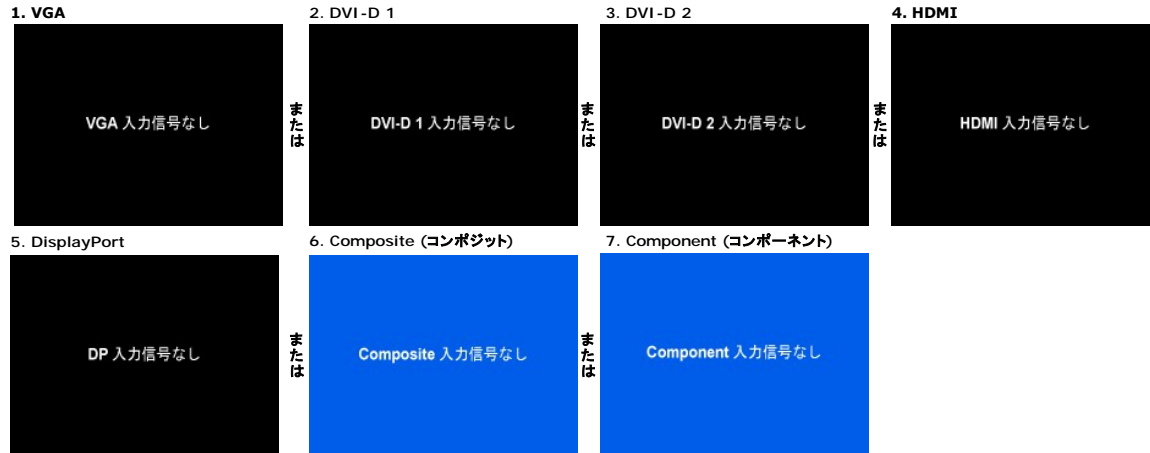 1. VGA
2. DVI-D 1
3. DVI-D 2
4. HDMI
VGA 入力信号なし
または
DVI-D 1 入力信号なし
または
DVI-D 2 入力信号なし
または
HDMI 入力信号なし
5. DisplayPort
6. Composite (コンポジット)
7. Component (コンポーネント)
DP 入力信号なし
または
Composite 入力信号なし
または
Component 入力信号なし